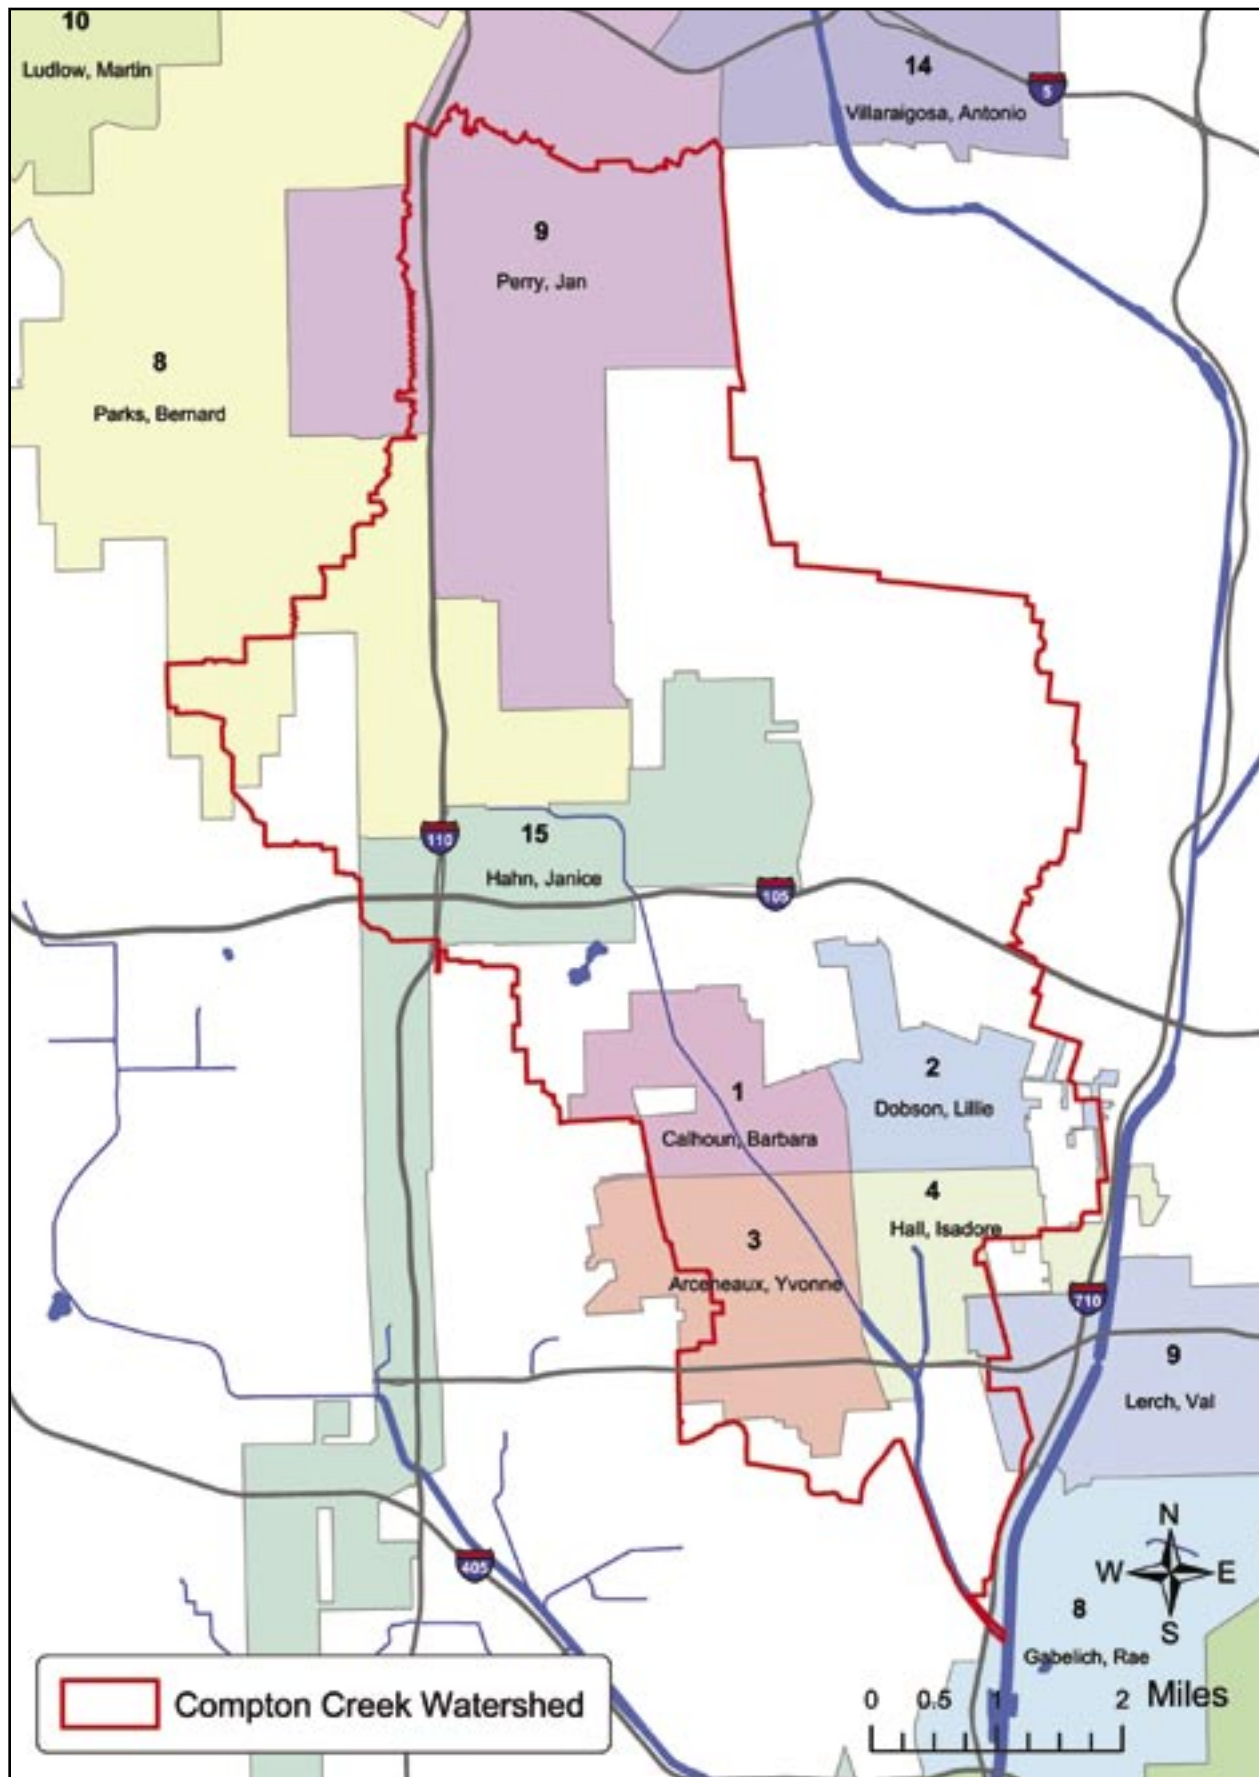 10
Ludlow, Martin
14
Villaraigosa, Antonio
5
9
Perry, Jan
8
Parks, Bernard
110
15
Hahn, Janice
105
1
Calhoun, Barbara
2
Dobson, Lillie
4
Hall, Isadore
3
Arceneaux, Yvonne
710
9
Lerch, Val
405
N
W E
S
8
Gabelich, Rae
Compton Creek Watershed
0 0.5 1 2 Miles